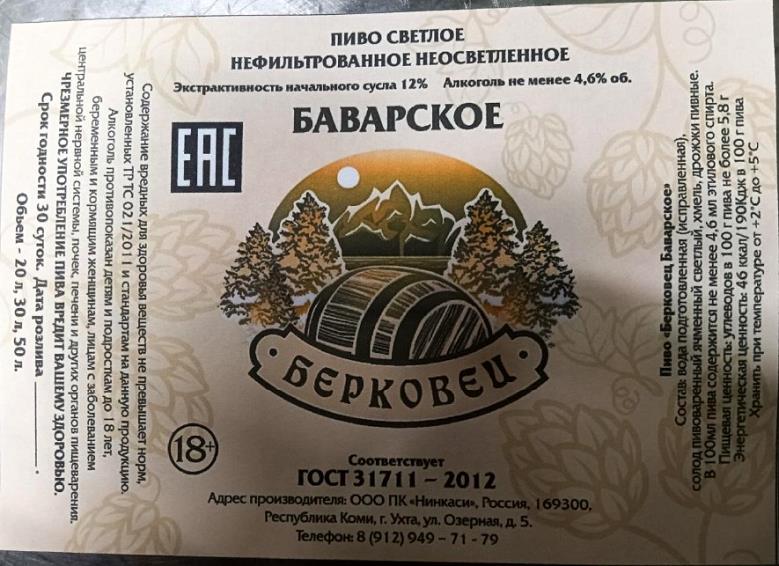 ПИВО СВЕТЛОЕ
НЕФИЛЬТРОВАННОЕ НЕОСВЕТЛЕННОЕ
Экстрактивность начального сусла 12% Алкоголь не менее 4,6% об.
БАВАРСКОЕ
ЕАС
БЕРКОВЕЦ
18+
Соответствует
ГОСТ 31711 – 2012
Адрес производителя: ООО ПК «Нинкаси», Россия, 169300,
Республика Коми, г. Ухта, ул. Озерная, д. 5.
Телефон: 8 (912) 949 – 71 - 79
Содержание вредных для здоровья веществ не превышает норм,
установленных ТР ТС 021/2011 и стандартам на данную продукцию.
Алкоголь противопоказан детям и подросткам до 18 лет,
беременным и кормящим женщинам, лицам с заболеванием
центральной нервной системы, почек, печени и других органов пищеварения.
ЧРЕЗМЕРНОЕ УПОТРЕБЛЕНИЕ ПИВА ВРЕДИТ ВАШЕМУ ЗДОРОВЬЮ.
Срок годности 30 суток. Дата розлива ________.
Объем - 20 л, 30 л, 50 л.
Пиво «Берковец Баварское»
Состав: вода подготовленная (исправленная),
солод пивоваренный ячменный светлый, хмель, дрожжи пивные.
В 100мл пива содержится не менее 4,6 мл этилового спирта.
Пищевая ценность: углеводов в 100 г пива не более 5,8 г
Энергетическая ценность: 46 ккал/190Кдж в 100 г пива
Хранить при температуре от +2°С до +5°С